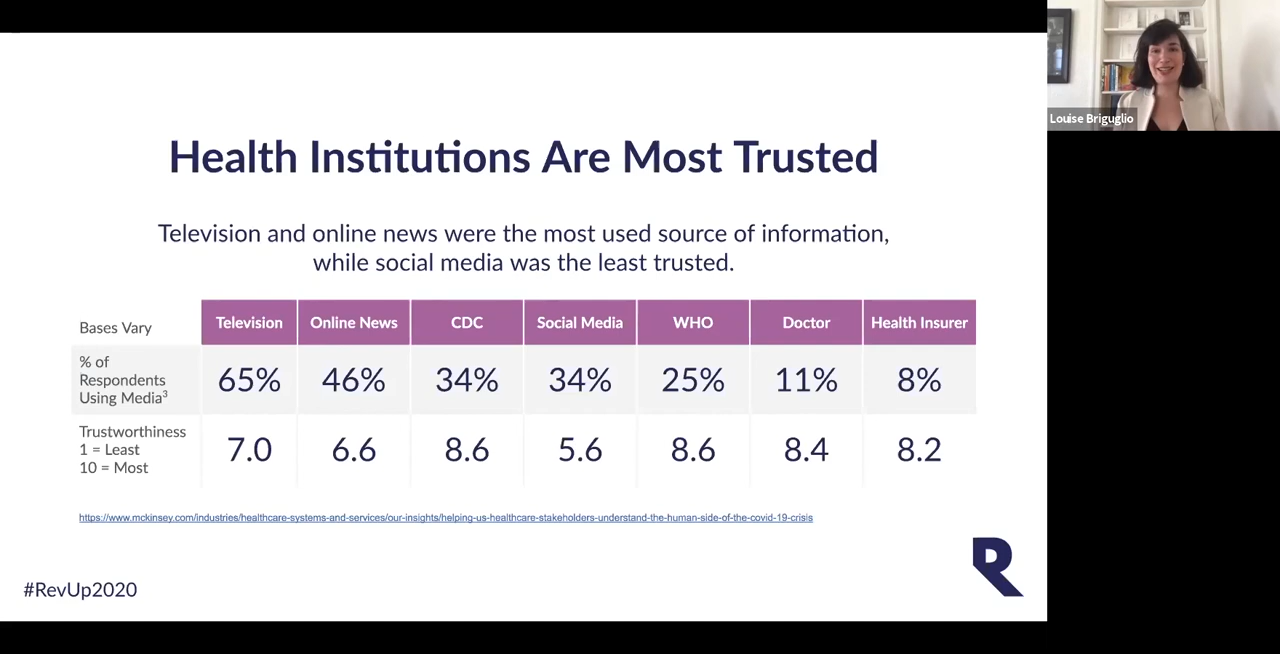 Louise Briguglio
Health Institutions Are Most Trusted
Television and online news were the most used source of information,
while social media was the least trusted.
Bases Vary
Television
Online News
CDC
Social Media
WHO
Doctor
Health Insurer
% of
Respondents
Using Media³
65%
46%
34%
34%
25%
11%
8%
Trustworthiness
1 = Least
10 = Most
7.0
6.6
8.6
5.6
8.6
8.4
8.2
https://www.mckinsey.com/industries/healthcare-systems-and-services/our-insights/helping-us-healthcare-stakeholders-understand-the-human-side-of-the-covid-19-crisis
R
#RevUp2020